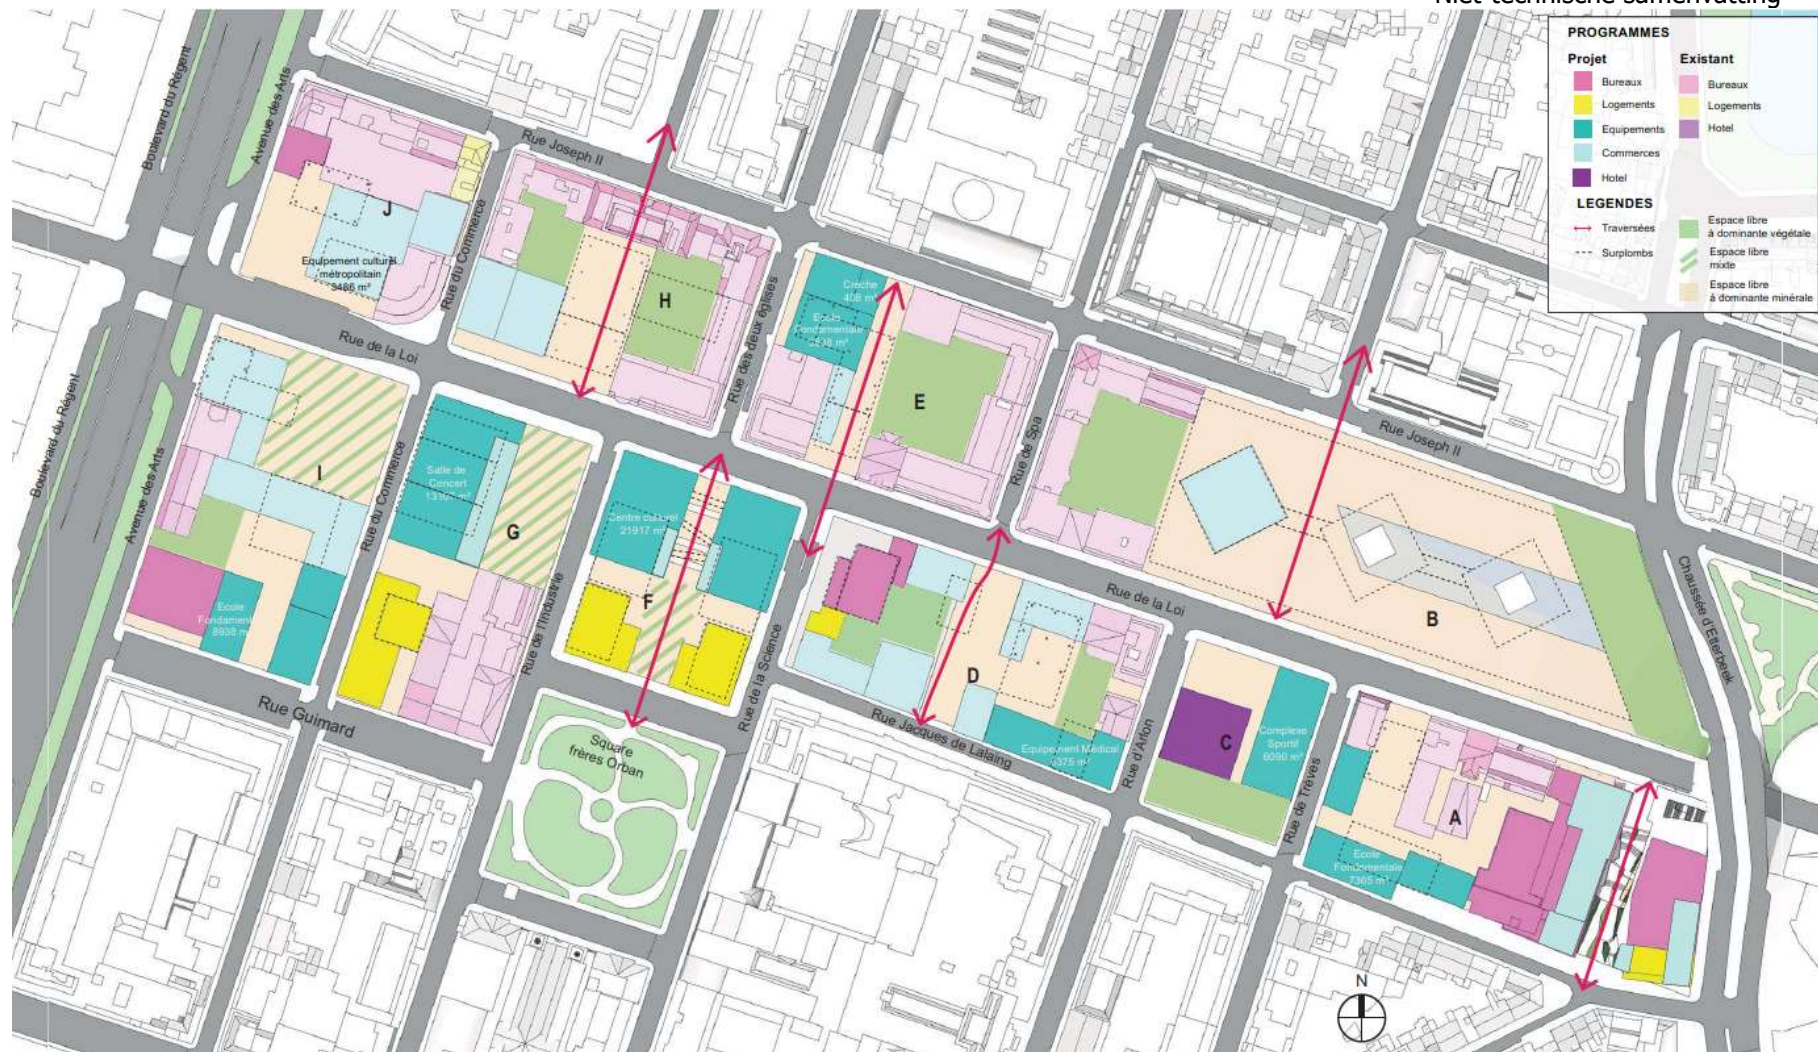 Niet-technische samenvatting
PROGRAMMES
Projet
Existant
Bureaux
Bureaux
Logements
Logements
Equipements
Hotel
Commerces
Hotel
LEGENDES
Traversées
Espace libre
à dominante végétale
Surplombs
Espace libre
mixte
Espace libre
à dominante minérale
Boulevard du Régent
Avenue des Arts
Rue Joseph II
J
Equipement culturel
métropolitain
3486 m²
Rue du Commerce
H
Rue des deux églises
Crèche
408 m²
Ecole
Fondamentale
E
Rue de Spa
Rue Joseph II
B
Chaussée d'Etterbeek
Rue de la Loi
Boulevard du Régent
Avenue des Arts
I
Rue du Commerce
Salle de
Concert
G
Rue de l'Industrie
Centre culturel
21917 m²
F
Rue de la Science
Rue de la Loi
D
Rue Jacques de Lalaing
Equipement Médical
Rue d'Arlon
C
Complexe
Sportif
6090 m²
Rue de Trèves
A
Ecole
Fondamentale
7365 m²
Ecole
Fondament
8938 m
Rue Guimard
Square
frères Orban
N